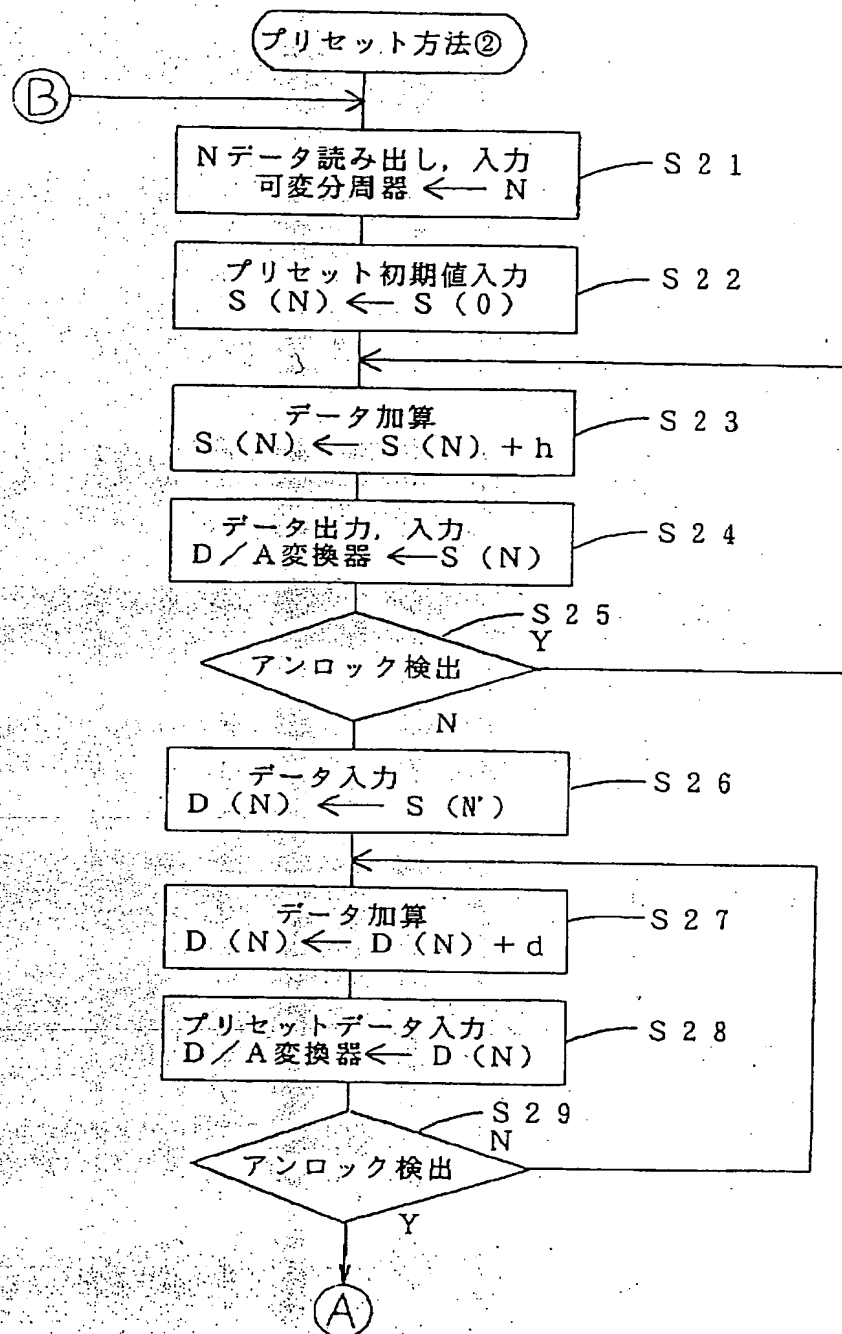 プリセット方法②
B
Nデータ読み出し, 入力
可変分周器 ← N
S21
プリセット初期値入力
S(N) ← S(0)
S22
データ加算
S(N) ← S(N)+h
S23
データ出力, 入力
D/A変換器 ←S(N)
S24
S25
Y
アンロック検出
N
データ入力
D(N) ← S(N')
S26
データ加算
D(N) ← D(N)+d
S27
プリセットデータ入力
D/A変換器← D(N)
S28
S29
N
アンロック検出
Y
A